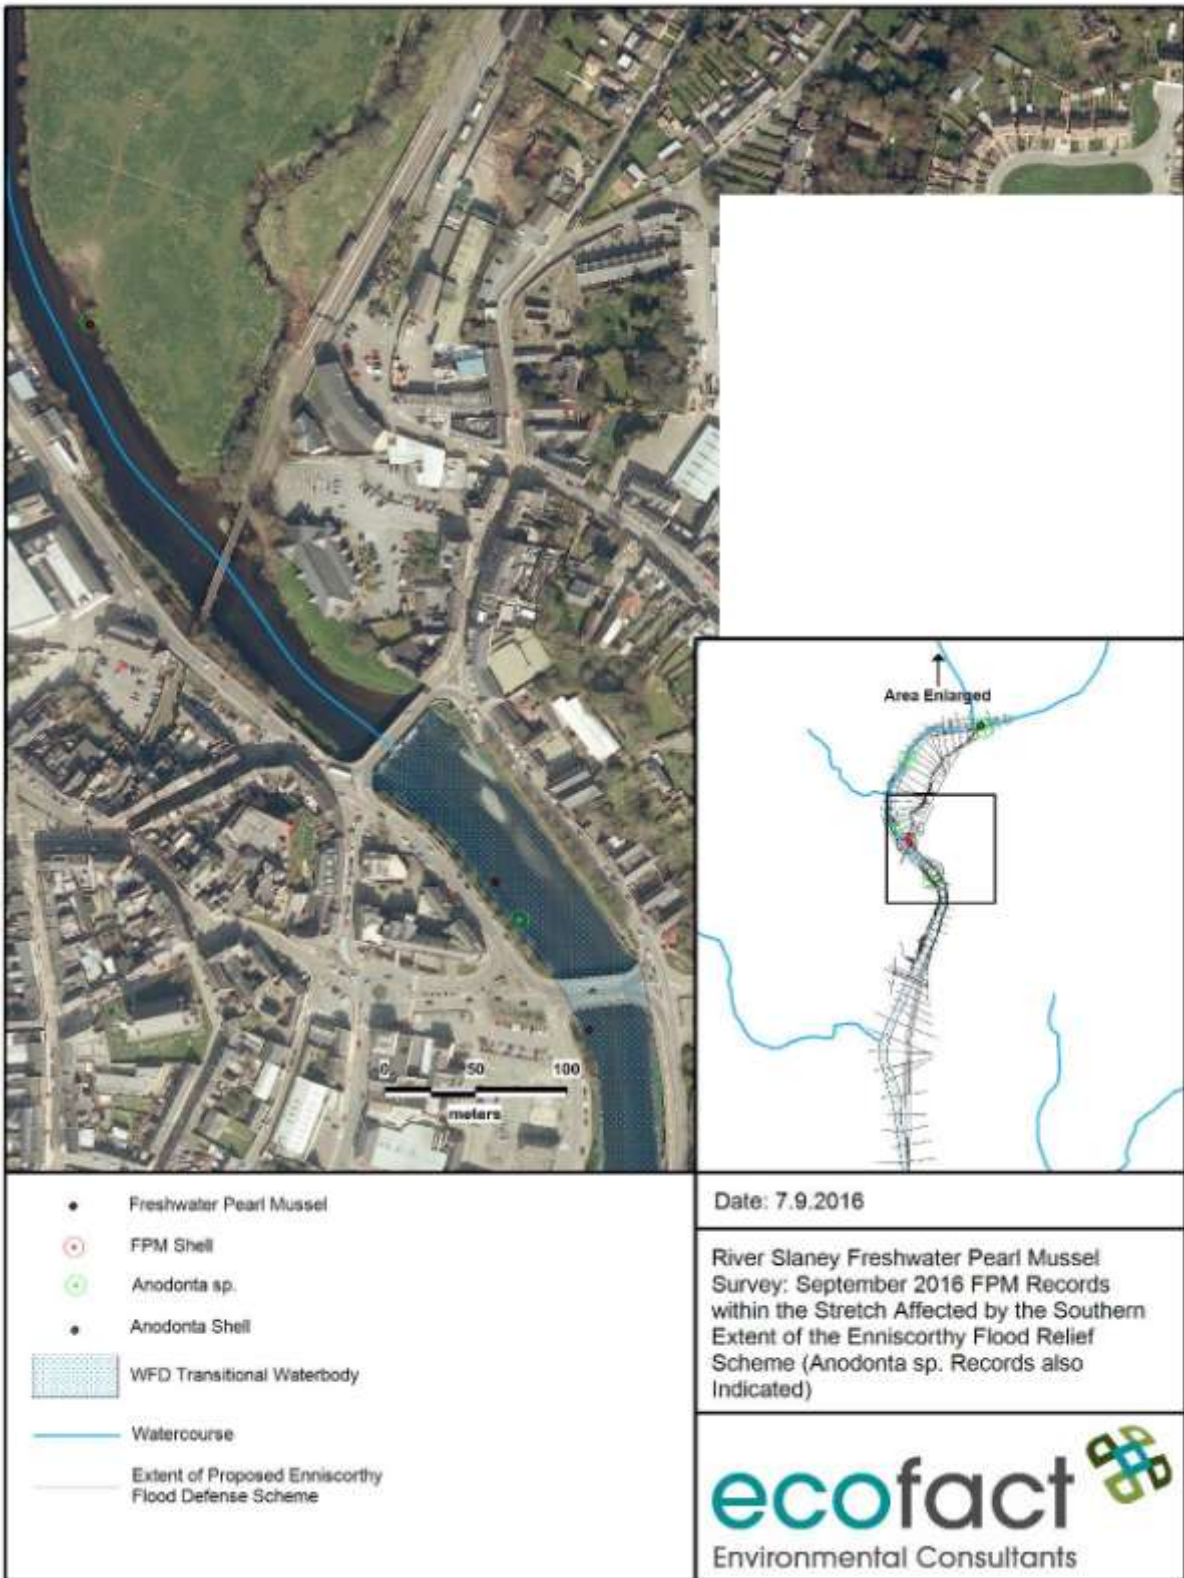 Area Enlarged
0 50 100
meters
Freshwater Pearl Mussel
FPM Shell
Anodonta sp.
Anodonta Shell
WFD Transitional Waterbody
Watercourse
Extent of Proposed Enniscorthy
Flood Defense Scheme
Date: 7.9.2016
River Slaney Freshwater Pearl Mussel
Survey: September 2016 FPM Records
within the Stretch Affected by the Southern
Extent of the Enniscorthy Flood Relief
Scheme (Anodonta sp. Records also
Indicated)
ecofact
Environmental Consultants